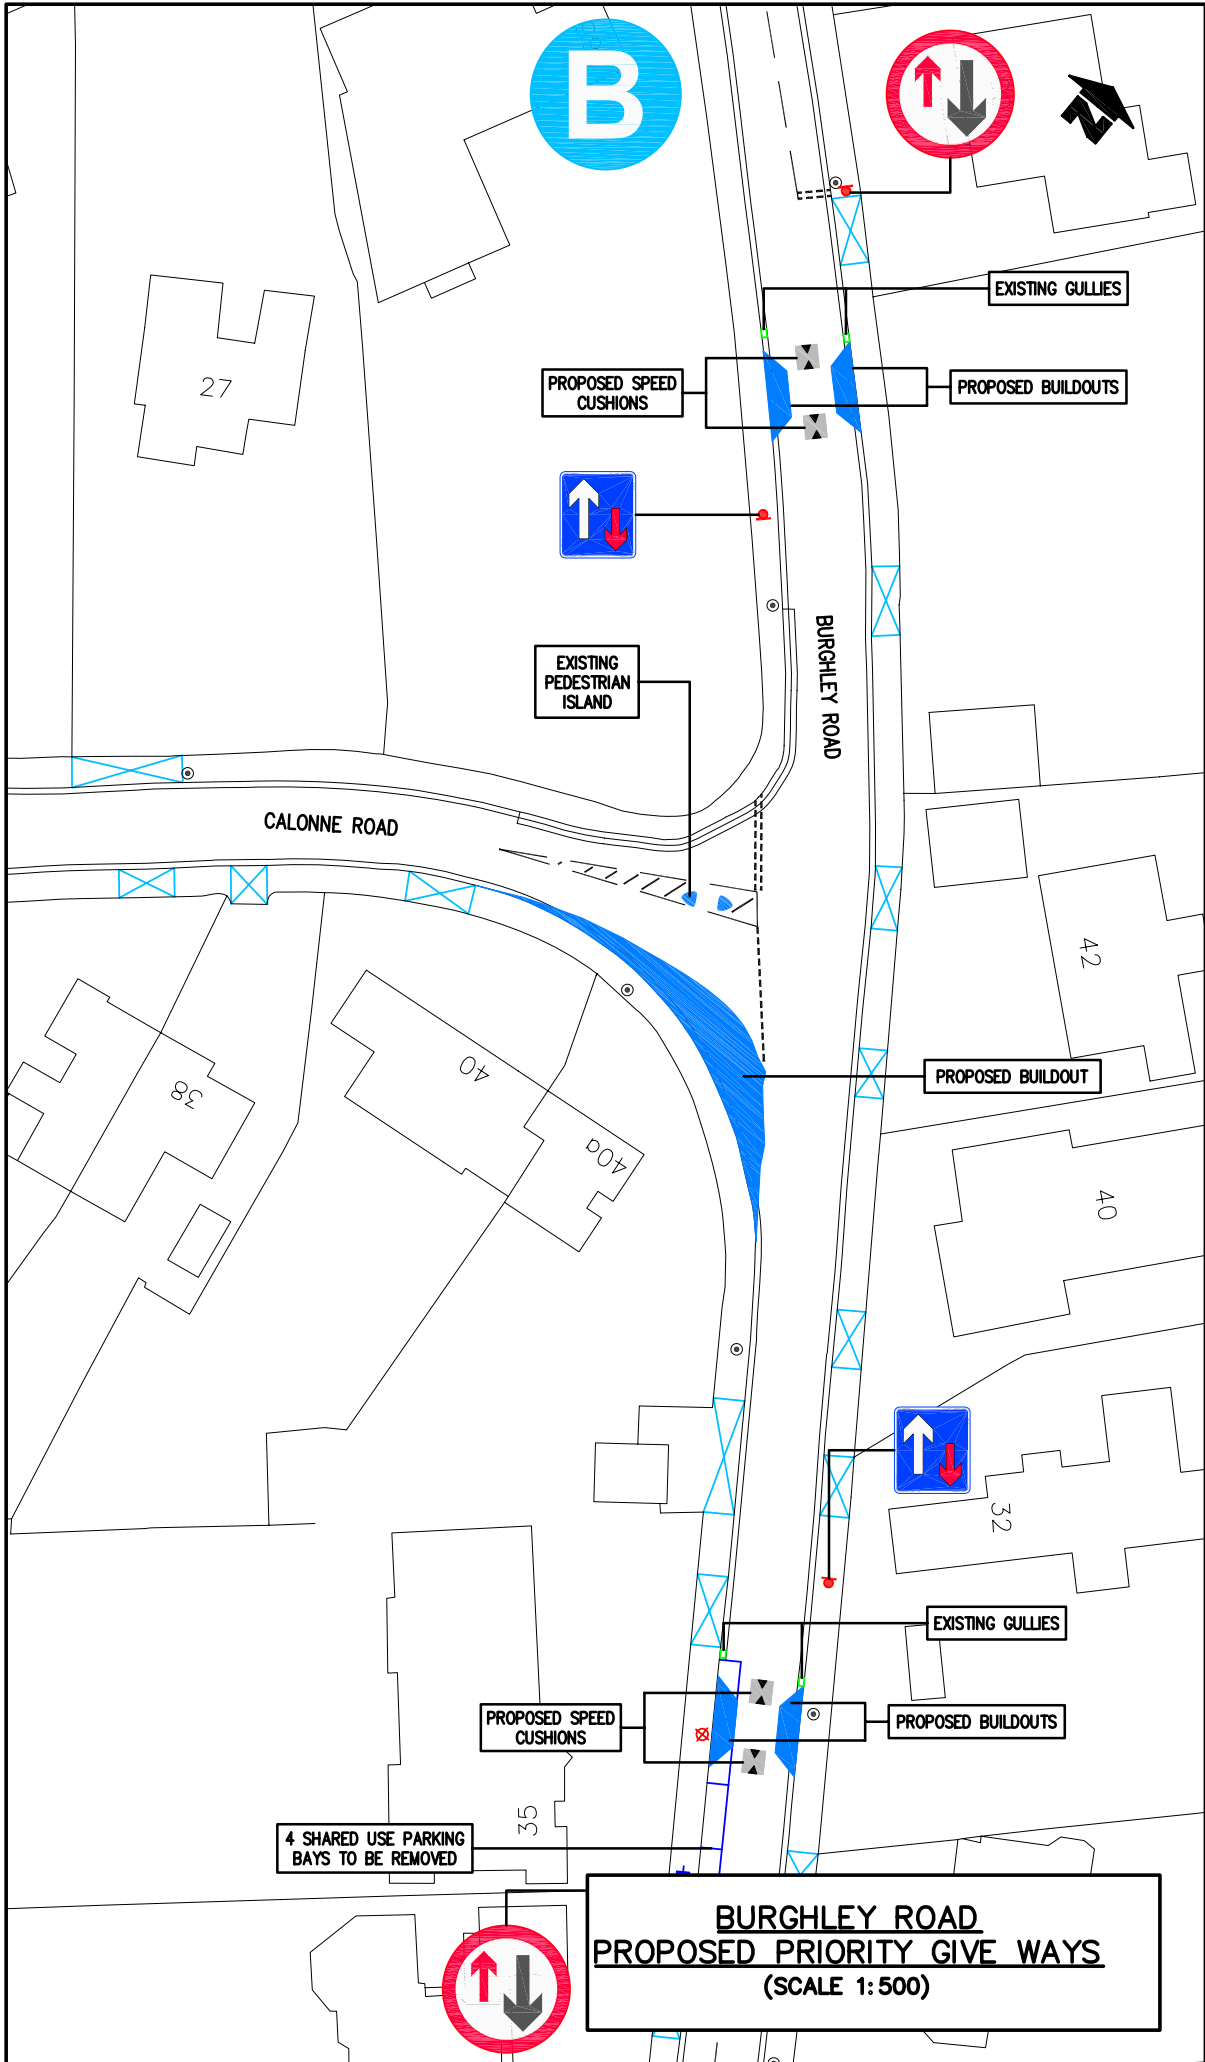 B
N
EXISTING GULLIES
PROPOSED SPEED
CUSHIONS
PROPOSED BUILDOUTS
27
BURGHLEY ROAD
EXISTING
PEDESTRIAN
ISLAND
CALONNE ROAD
42
38
40
40a
PROPOSED BUILDOUT
40
32
EXISTING GULLIES
PROPOSED SPEED
CUSHIONS
PROPOSED BUILDOUTS
35
4 SHARED USE PARKING
BAYS TO BE REMOVED
BURGHLEY ROAD
PROPOSED PRIORITY GIVE WAYS
(SCALE 1:500)